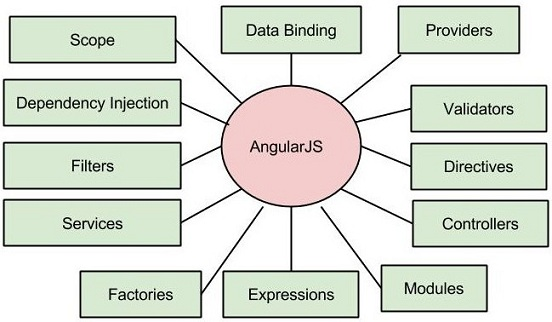 Scope
Data Binding
Providers
Dependency Injection
Validators
AngularJS
Filters
Directives
Services
Controllers
Factories
Expressions
Modules